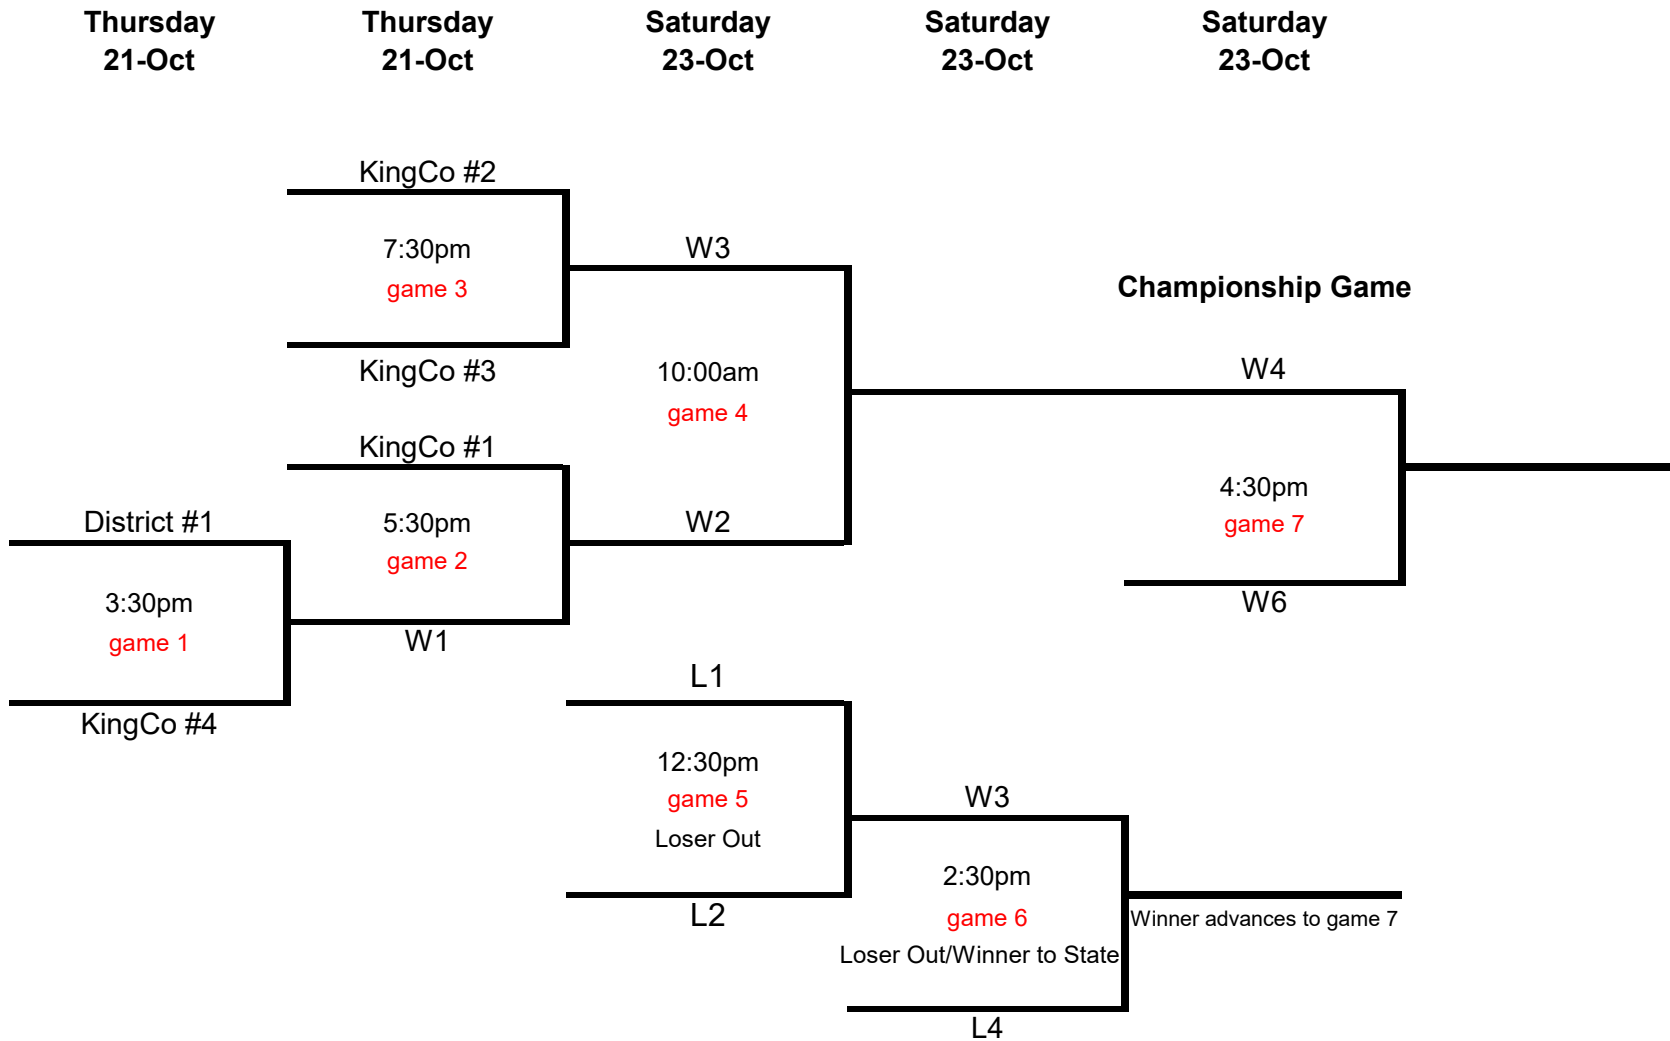 Thursday
21-Oct
Thursday
21-Oct
Saturday
23-Oct
Saturday
23-Oct
Saturday
23-Oct
KingCo #2
7:30pm
game 3
KingCo #3
W3
Championship Game
10:00am
game 4
W4
KingCo #1
5:30pm
game 2
W1
W2
4:30pm
game 7
W6
District #1
3:30pm
game 1
KingCo #4
L1
12:30pm
game 5
Loser Out
L2
W3
2:30pm
game 6
Loser Out/Winner to State
L4
Winner advances to game 7